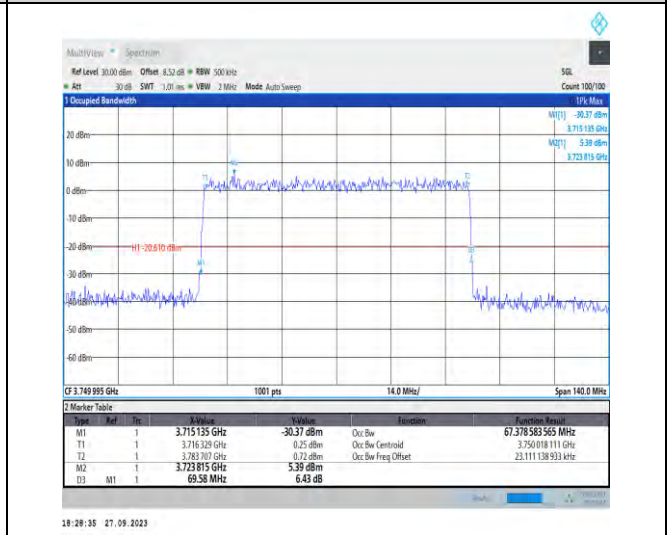 MultiView Spectrum
Ref Level 30.00 dBm Offset 8.52 dB RBW 500 kHz SGL
Att 30 dB SWT 1.01 ms VBW 2 MHz Mode Auto Sweep Count 100/100
1 Occupied Bandwidth 1Pk Max
M1[1] -30.37 dBm
3.715 135 GHz
M2[1] 5.39 dBm
3.723 815 GHz
20 dBm
10 dBm
M2
T1
T2
0 dBm
-10 dBm
-20 dBm
H1 -20.610 dBm
D3
M1
-30 dBm
-40 dBm
-50 dBm
-60 dBm
CF 3.749 995 GHz 1001 pts 14.0 MHz/ Span 140.0 MHz
2 Marker Table
Type Ref Trc X-Value Y-Value Function Function Result
M1 1 3.715 135 GHz -30.37 dBm Occ Bw 67.378 583 565 MHz
T1 1 3.716 329 GHz 0.25 dBm Occ Bw Centroid 3.750 018 111 GHz
T2 1 3.783 707 GHz 0.72 dBm Occ Bw Freq Offset 23.111 138 933 kHz
M2 1 3.723 815 GHz 5.39 dBm
D3 M1 1 69.58 MHz 6.43 dB
18:28:35 27.09.2023